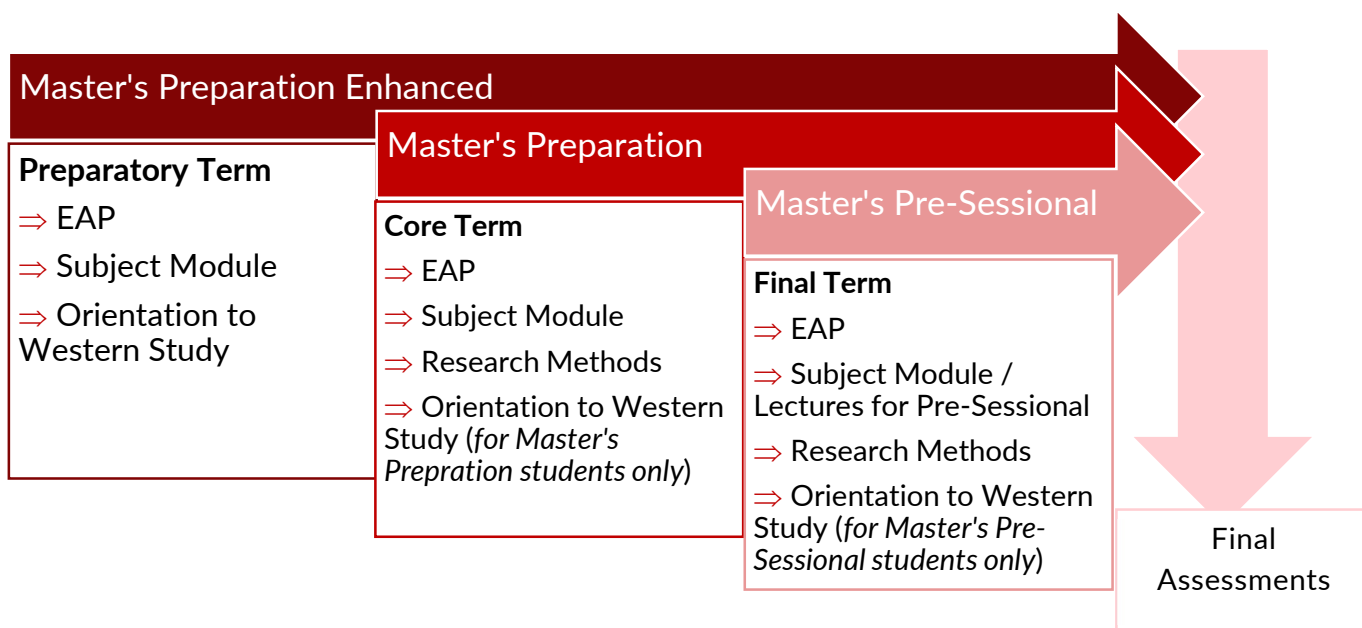 Master's Preparation Enhanced
Preparatory Term
⇒ EAP
⇒ Subject Module
⇒ Orientation to
Western Study
Master's Preparation
Core Term
⇒ EAP
⇒ Subject Module
⇒ Research Methods
⇒ Orientation to Western
Study (for Master's
Prepration students only)
Master's Pre-Sessional
Final Term
⇒ EAP
⇒ Subject Module /
Lectures for Pre-Sessional
⇒ Research Methods
⇒ Orientation to Western
Study (for Master's Pre-
Sessional students only)
Final
Assessments